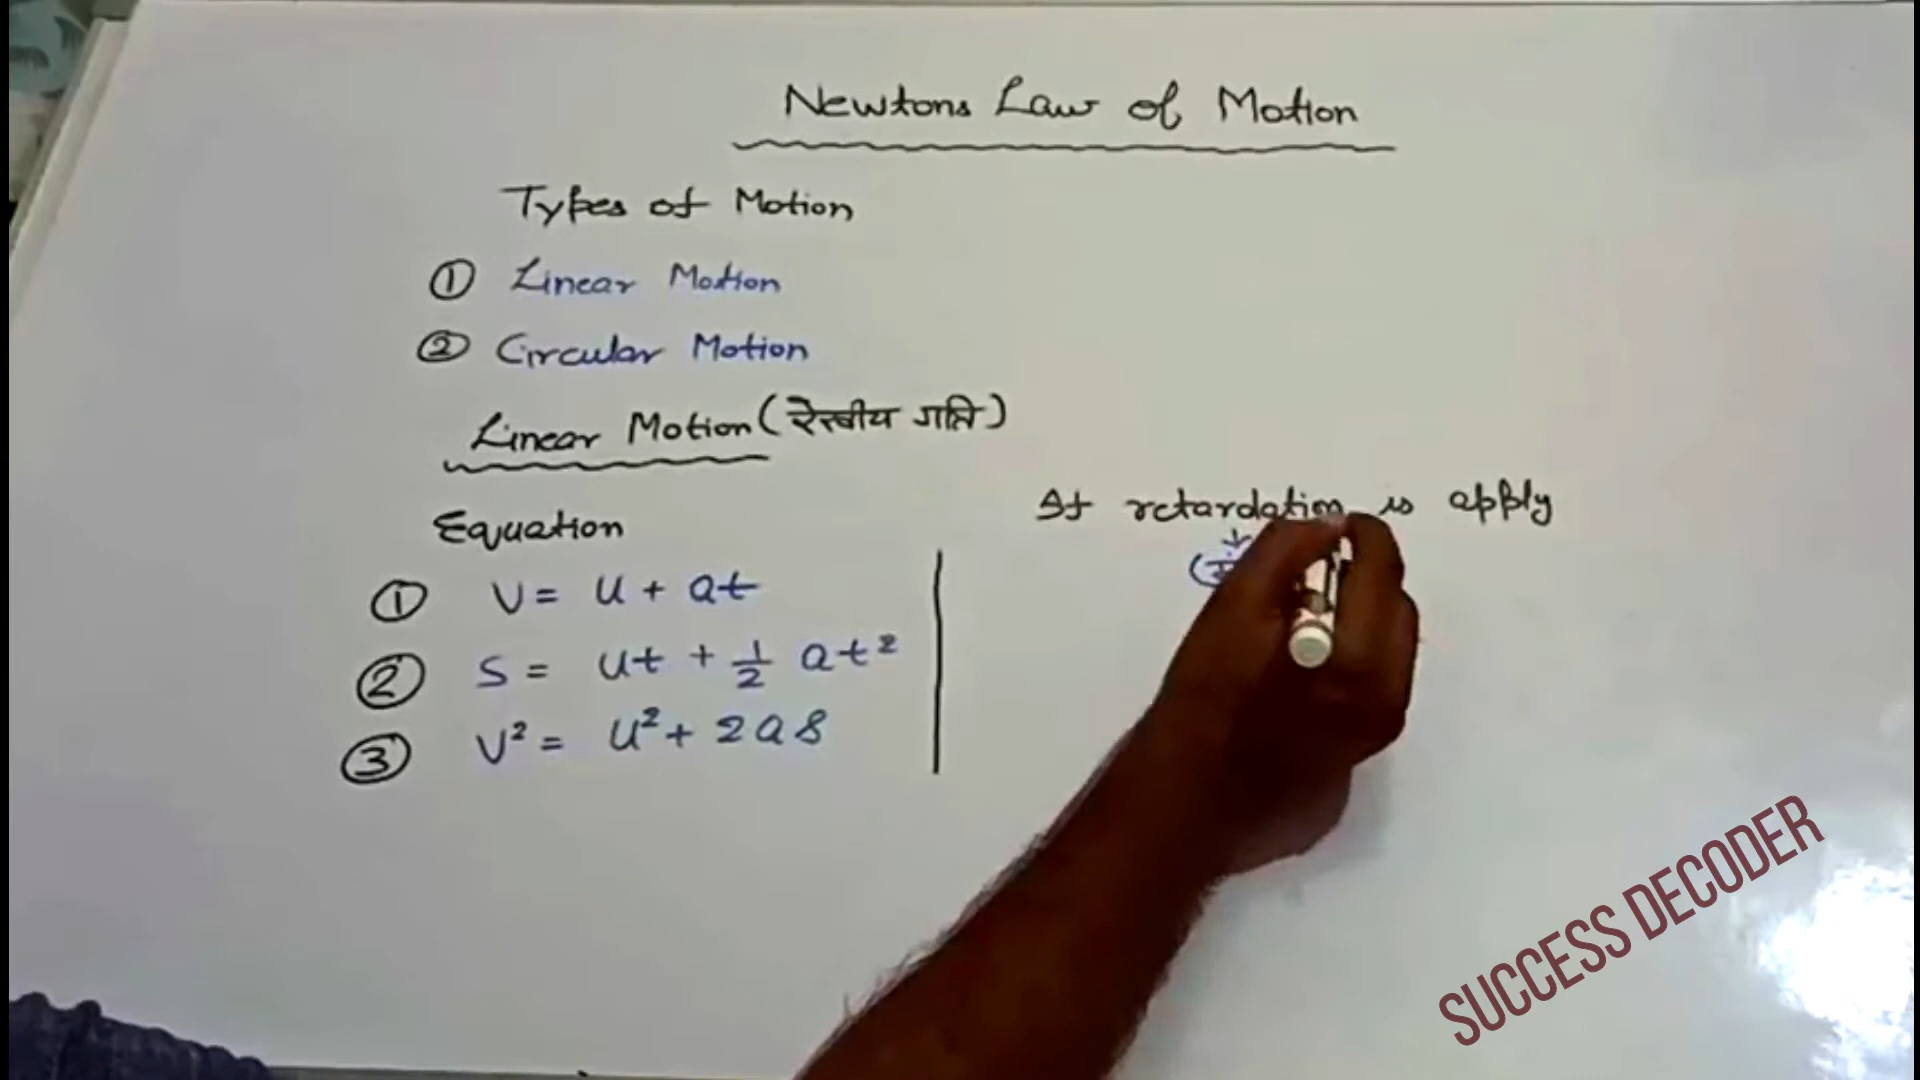 Newtons Law of Motion
Types of Motion
① Linear Motion
② Circular Motion
Linear Motion (रेखीय गति)
Equation
① V = u + at
② S = ut + 1/2 at²
③ V² = u² + 2as
If retardation is apply
SUCCESS DECODER